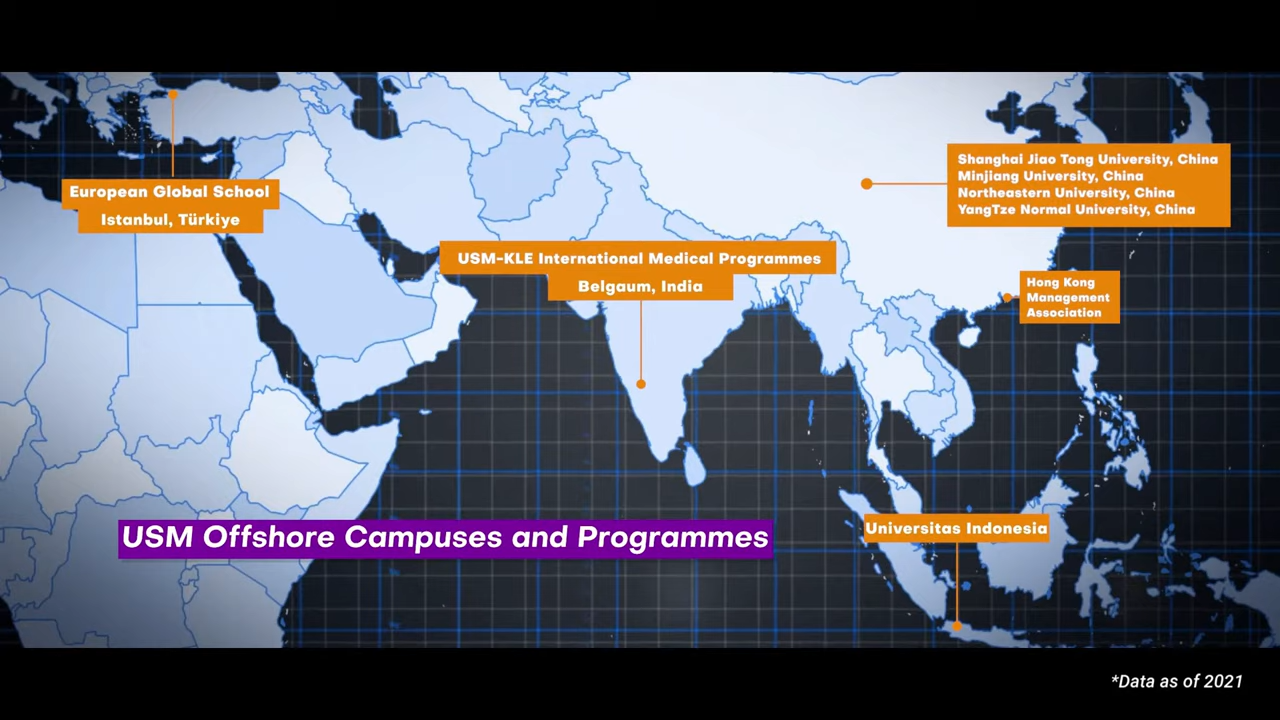 European Global School
Istanbul, Türkiye
USM-KLE International Medical Programmes
Belgaum, India
Shanghai Jiao Tong University, China
Minjiang University, China
Northeastern University, China
YangTze Normal University, China
Hong Kong
Management
Association
Universitas Indonesia
USM Offshore Campuses and Programmes
*Data as of 2021